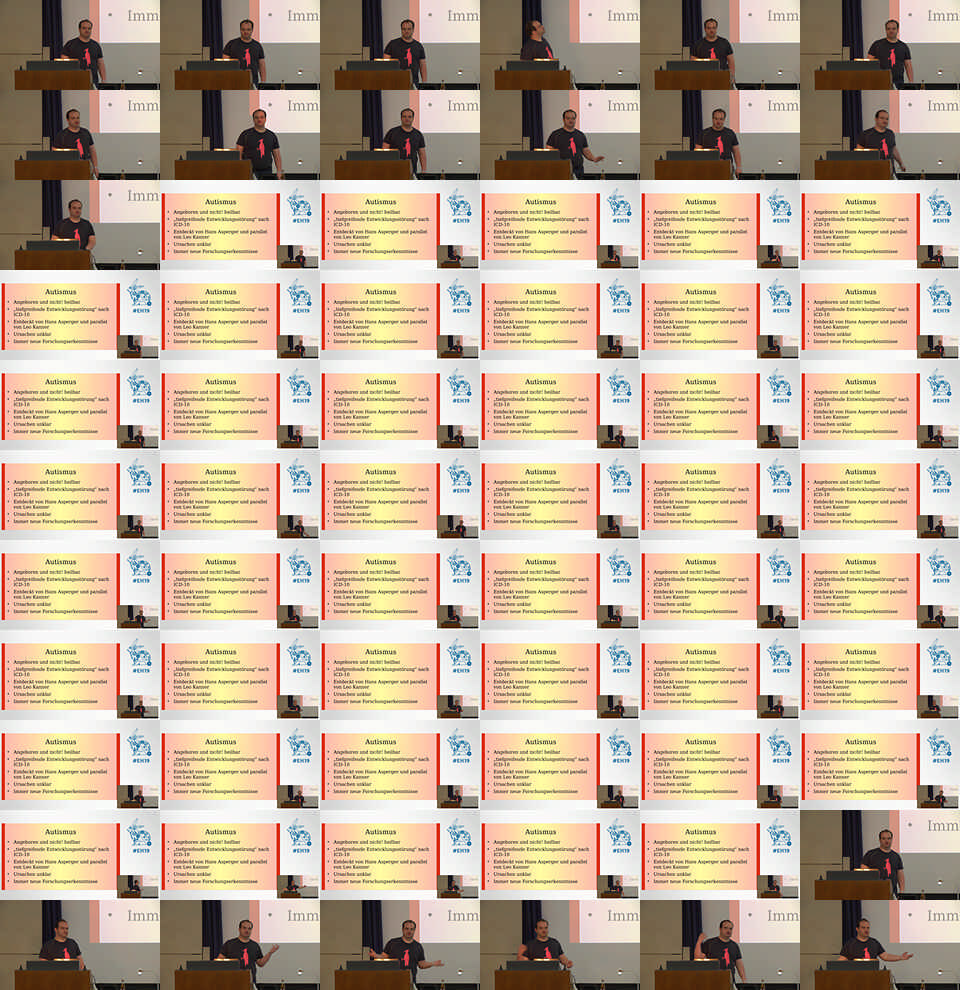 Imm
Autismus
Angeboren und nicht! heilbar
„tiefgreifende Entwicklungsstörung“ nach
ICD-10
Entdeckt von Hans Asperger und parallel
von Leo Kanner
Ursachen unklar
Immer neue Forschungserkenntnisse
#EH19